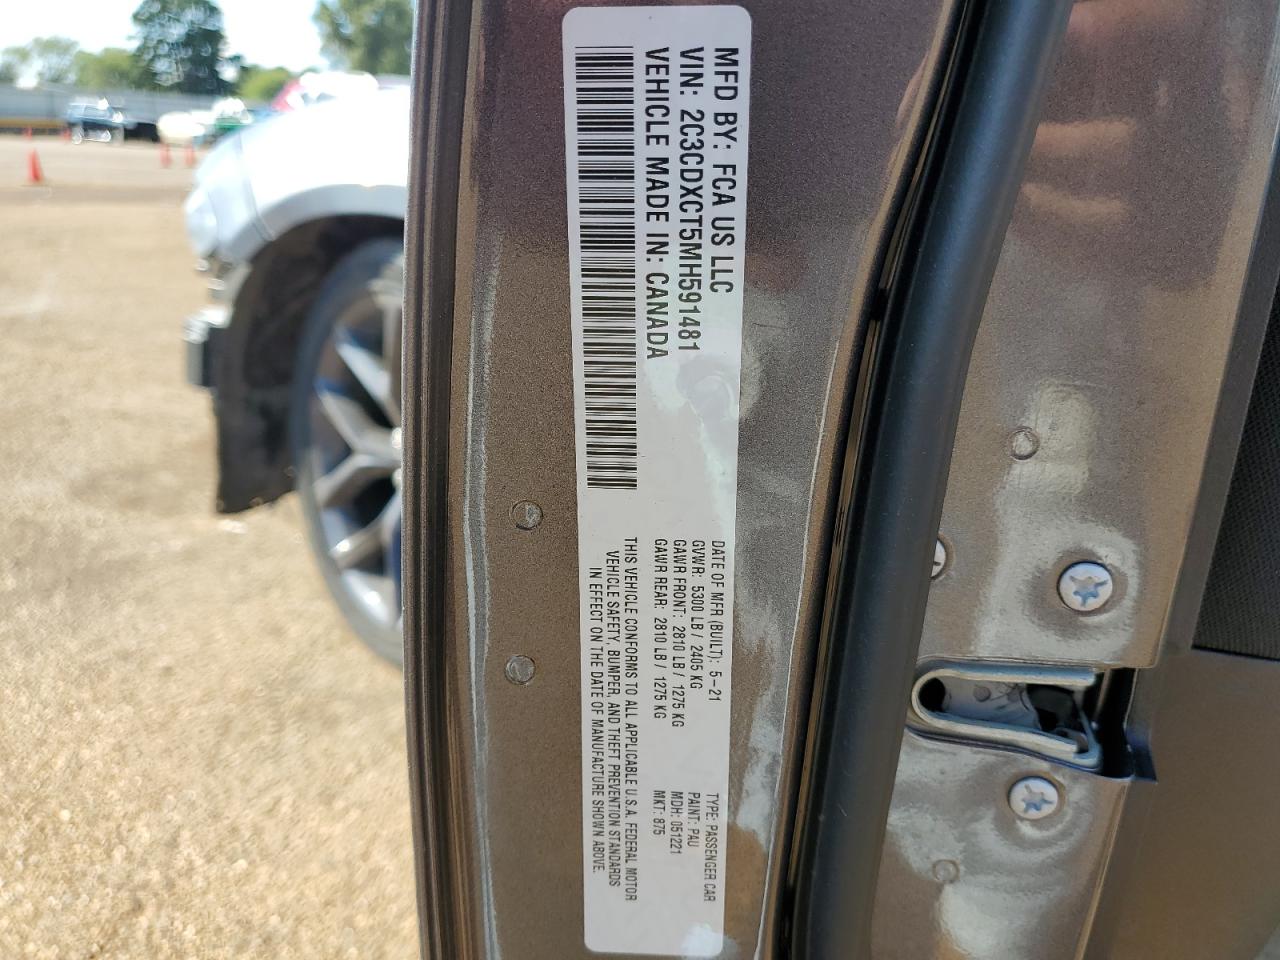 MFD BY: FCA US LLC
VIN: 2C3CDXCT5MH591481
VEHICLE MADE IN: CANADA
DATE OF MFR (BUILT): 5-21
GVWR: 5300 LB / 2405 KG
GAWR FRONT: 2810 LB / 1275 KG
GAWR REAR: 2810 LB / 1275 KG
TYPE: PASSENGER CAR
PAINT: PAU
MDH: 051221
MKT: 875
THIS VEHICLE CONFORMS TO ALL APPLICABLE U.S.A. FEDERAL MOTOR
VEHICLE SAFETY, BUMPER, AND THEFT PREVENTION STANDARDS
IN EFFECT ON THE DATE OF MANUFACTURE SHOWN ABOVE.